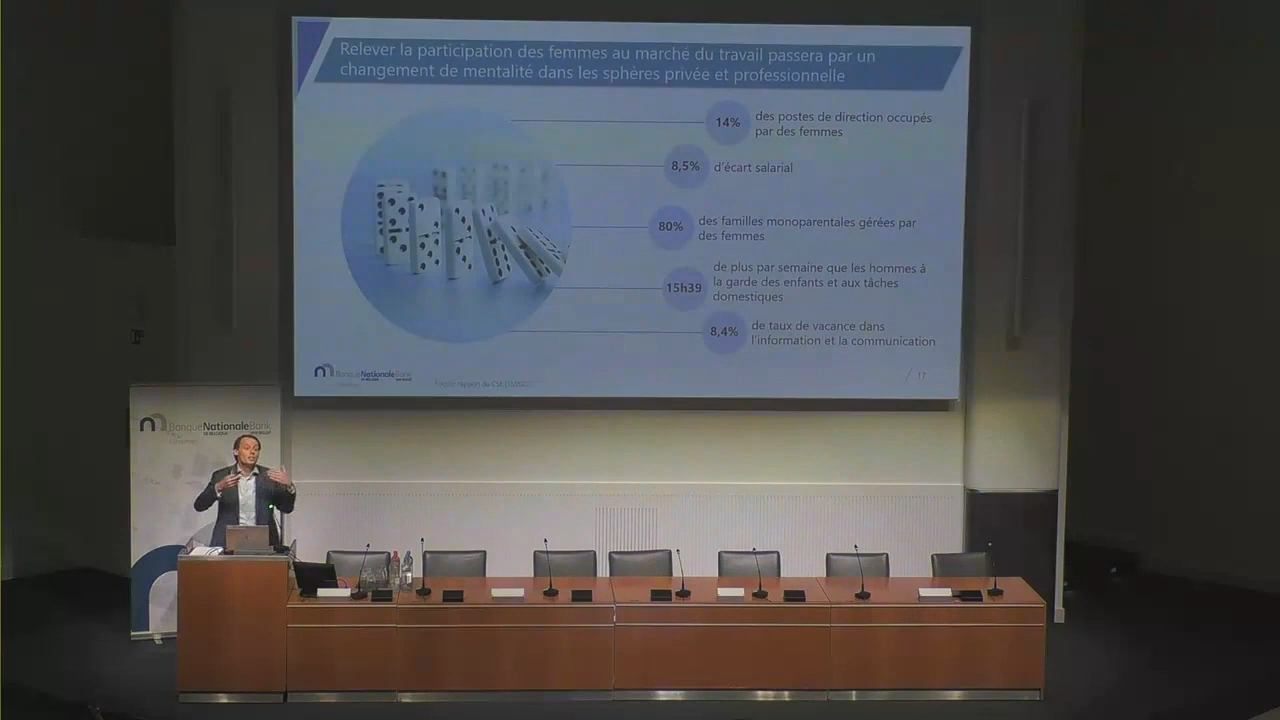 Relever la participation des femmes au marché du travail passera par un
changement de mentalité dans les sphères privée et professionnelle
14%
des postes de direction occupés
par des femmes
8,5%
d'écart salarial
80%
des familles monoparentales gérées par
des femmes
15h39
de plus par semaine que les hommes à
la garde des enfants et aux tâches
domestiques
8,4%
de taux de vacance dans
l'information et la communication
BanqueNationaleBank
17
BanqueNationaleBank
DE BELGIQUE